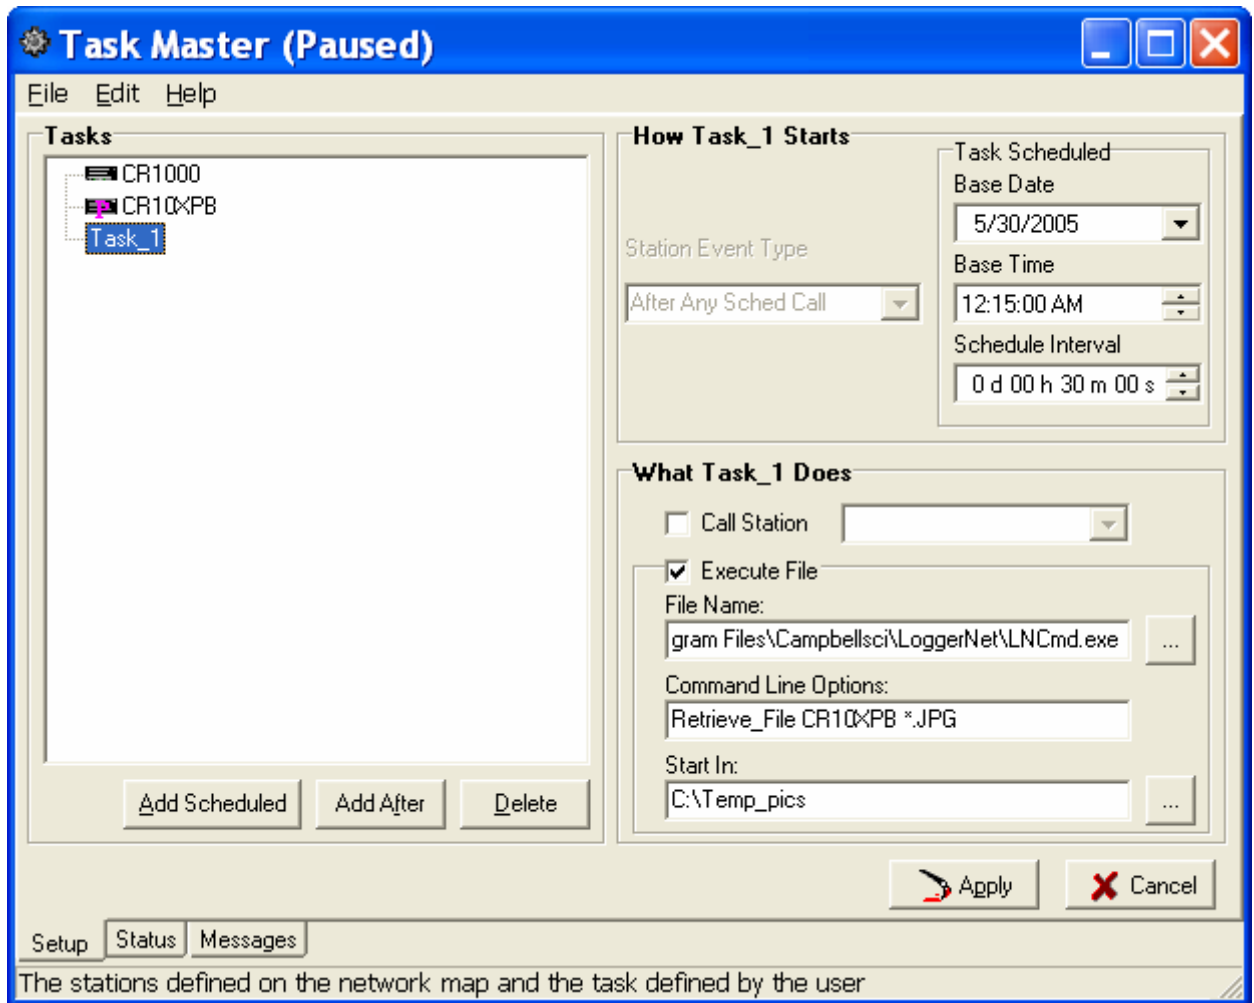 Task Master (Paused)
File Edit Help
Tasks
CR1000
CR10XPB
Task_1
Add Scheduled
Add After
Delete
How Task_1 Starts
Station Event Type
After Any Sched Call
Task Scheduled
Base Date
5/30/2005
Base Time
12:15:00 AM
Schedule Interval
0 d 00 h 30 m 00 s
What Task_1 Does
Call Station
Execute File
File Name:
gram Files\Campbellsci\LoggerNet\LNCmd.exe
...
Command Line Options:
Retrieve_File CR10XPB *.JPG
Start In:
C:\Temp_pics
...
Apply
Cancel
Setup
Status
Messages
The stations defined on the network map and the task defined by the user